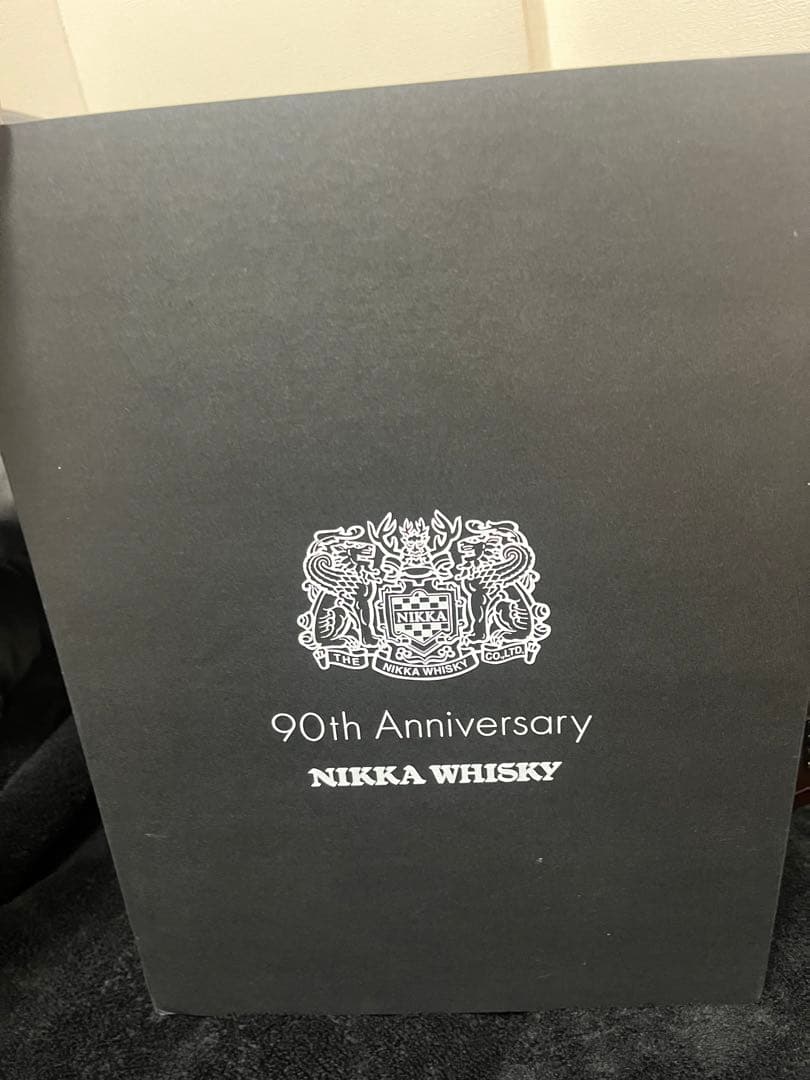 NIKKA
THE NIKKA WHISKY CO.,LTD.
90th Anniversary
NIKKA WHISKY